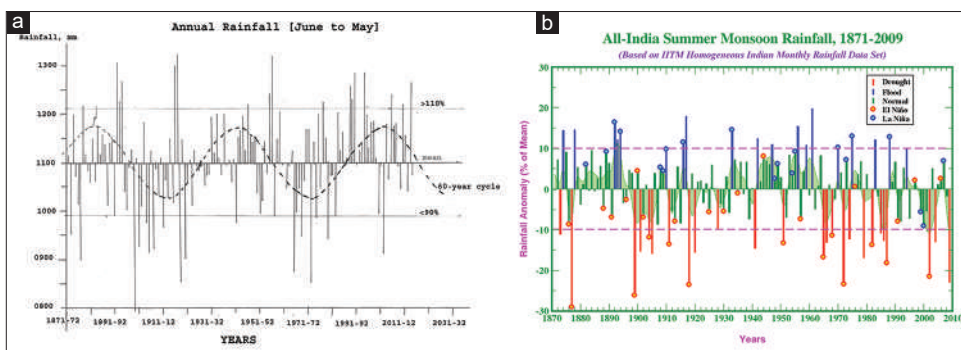 a
Annual Rainfall [June to May]
Rainfall, mm
1300
1200
1100
1000
0900
0800
>110%
mean
60-year cycle
<90%
1871-72
1891-92
1911-12
1931-32
1951-52
1971-72
1991-92
2011-12
2031-32
YEARS
b
All-India Summer Monsoon Rainfall, 1871-2009
(Based on IITM Homogeneous Indian Monthly Rainfall Data Set)
Rainfall Anomaly (% of Mean)
30
20
10
0
-10
-20
-30
Drought
Flood
Normal
El Niño
La Niña
1870
1880
1890
1900
1910
1920
1930
1940
1950
1960
1970
1980
1990
2000
2010
Years